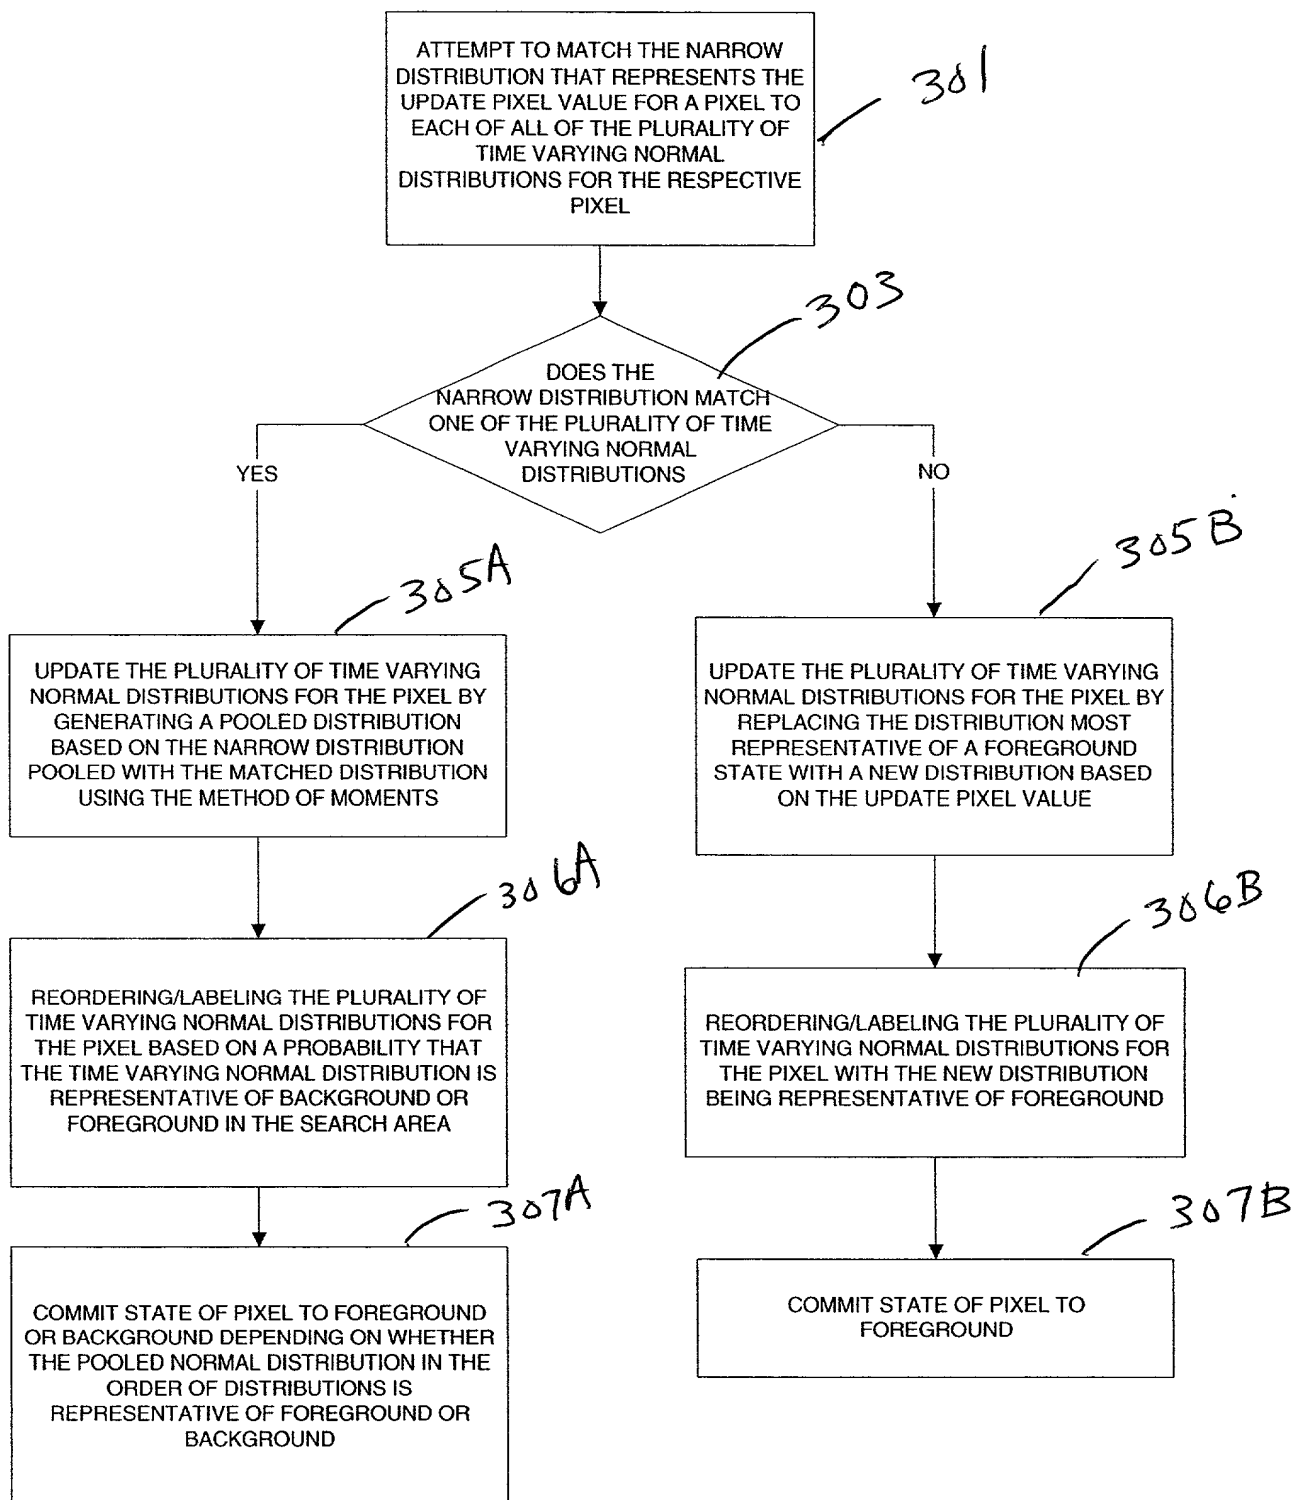 ATTEMPT TO MATCH THE NARROW
DISTRIBUTION THAT REPRESENTS THE
UPDATE PIXEL VALUE FOR A PIXEL TO
EACH OF ALL OF THE PLURALITY OF
TIME VARYING NORMAL
DISTRIBUTIONS FOR THE RESPECTIVE
PIXEL
301
303
DOES THE
NARROW DISTRIBUTION MATCH
ONE OF THE PLURALITY OF TIME
VARYING NORMAL
DISTRIBUTIONS
YES
NO
305A
305B
UPDATE THE PLURALITY OF TIME VARYING
NORMAL DISTRIBUTIONS FOR THE PIXEL BY
GENERATING A POOLED DISTRIBUTION
BASED ON THE NARROW DISTRIBUTION
POOLED WITH THE MATCHED DISTRIBUTION
USING THE METHOD OF MOMENTS
UPDATE THE PLURALITY OF TIME VARYING
NORMAL DISTRIBUTIONS FOR THE PIXEL BY
REPLACING THE DISTRIBUTION MOST
REPRESENTATIVE OF A FOREGROUND
STATE WITH A NEW DISTRIBUTION BASED
ON THE UPDATE PIXEL VALUE
306A
306B
REORDERING/LABELING THE PLURALITY OF
TIME VARYING NORMAL DISTRIBUTIONS FOR
THE PIXEL BASED ON A PROBABILITY THAT
THE TIME VARYING NORMAL DISTRIBUTION IS
REPRESENTATIVE OF BACKGROUND OR
FOREGROUND IN THE SEARCH AREA
REORDERING/LABELING THE PLURALITY OF
TIME VARYING NORMAL DISTRIBUTIONS FOR
THE PIXEL WITH THE NEW DISTRIBUTION
BEING REPRESENTATIVE OF FOREGROUND
307A
307B
COMMIT STATE OF PIXEL TO FOREGROUND
OR BACKGROUND DEPENDING ON WHETHER
THE POOLED NORMAL DISTRIBUTION IN THE
ORDER OF DISTRIBUTIONS IS
REPRESENTATIVE OF FOREGROUND OR
BACKGROUND
COMMIT STATE OF PIXEL TO
FOREGROUND